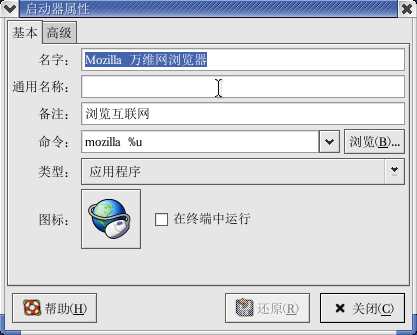 启动器属性
基本 高级
名字: Mozilla 万维网浏览器
通用名称:
备注: 浏览互联网
命令: mozilla %u 浏览(B)...
类型: 应用程序
图标: 在终端中运行
帮助(H) 还原(R) 关闭(C)